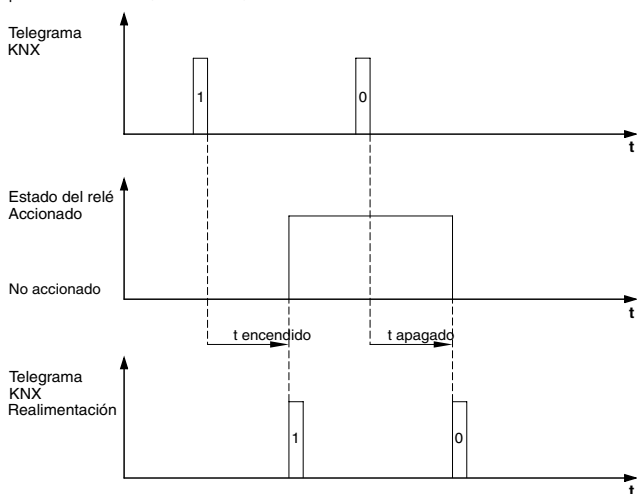 Telegrama
KNX
1
0
t
Estado del relé
Accionado
No accionado
t
t encendido
t apagado
Telegrama
KNX
Realimentación
1
0
t